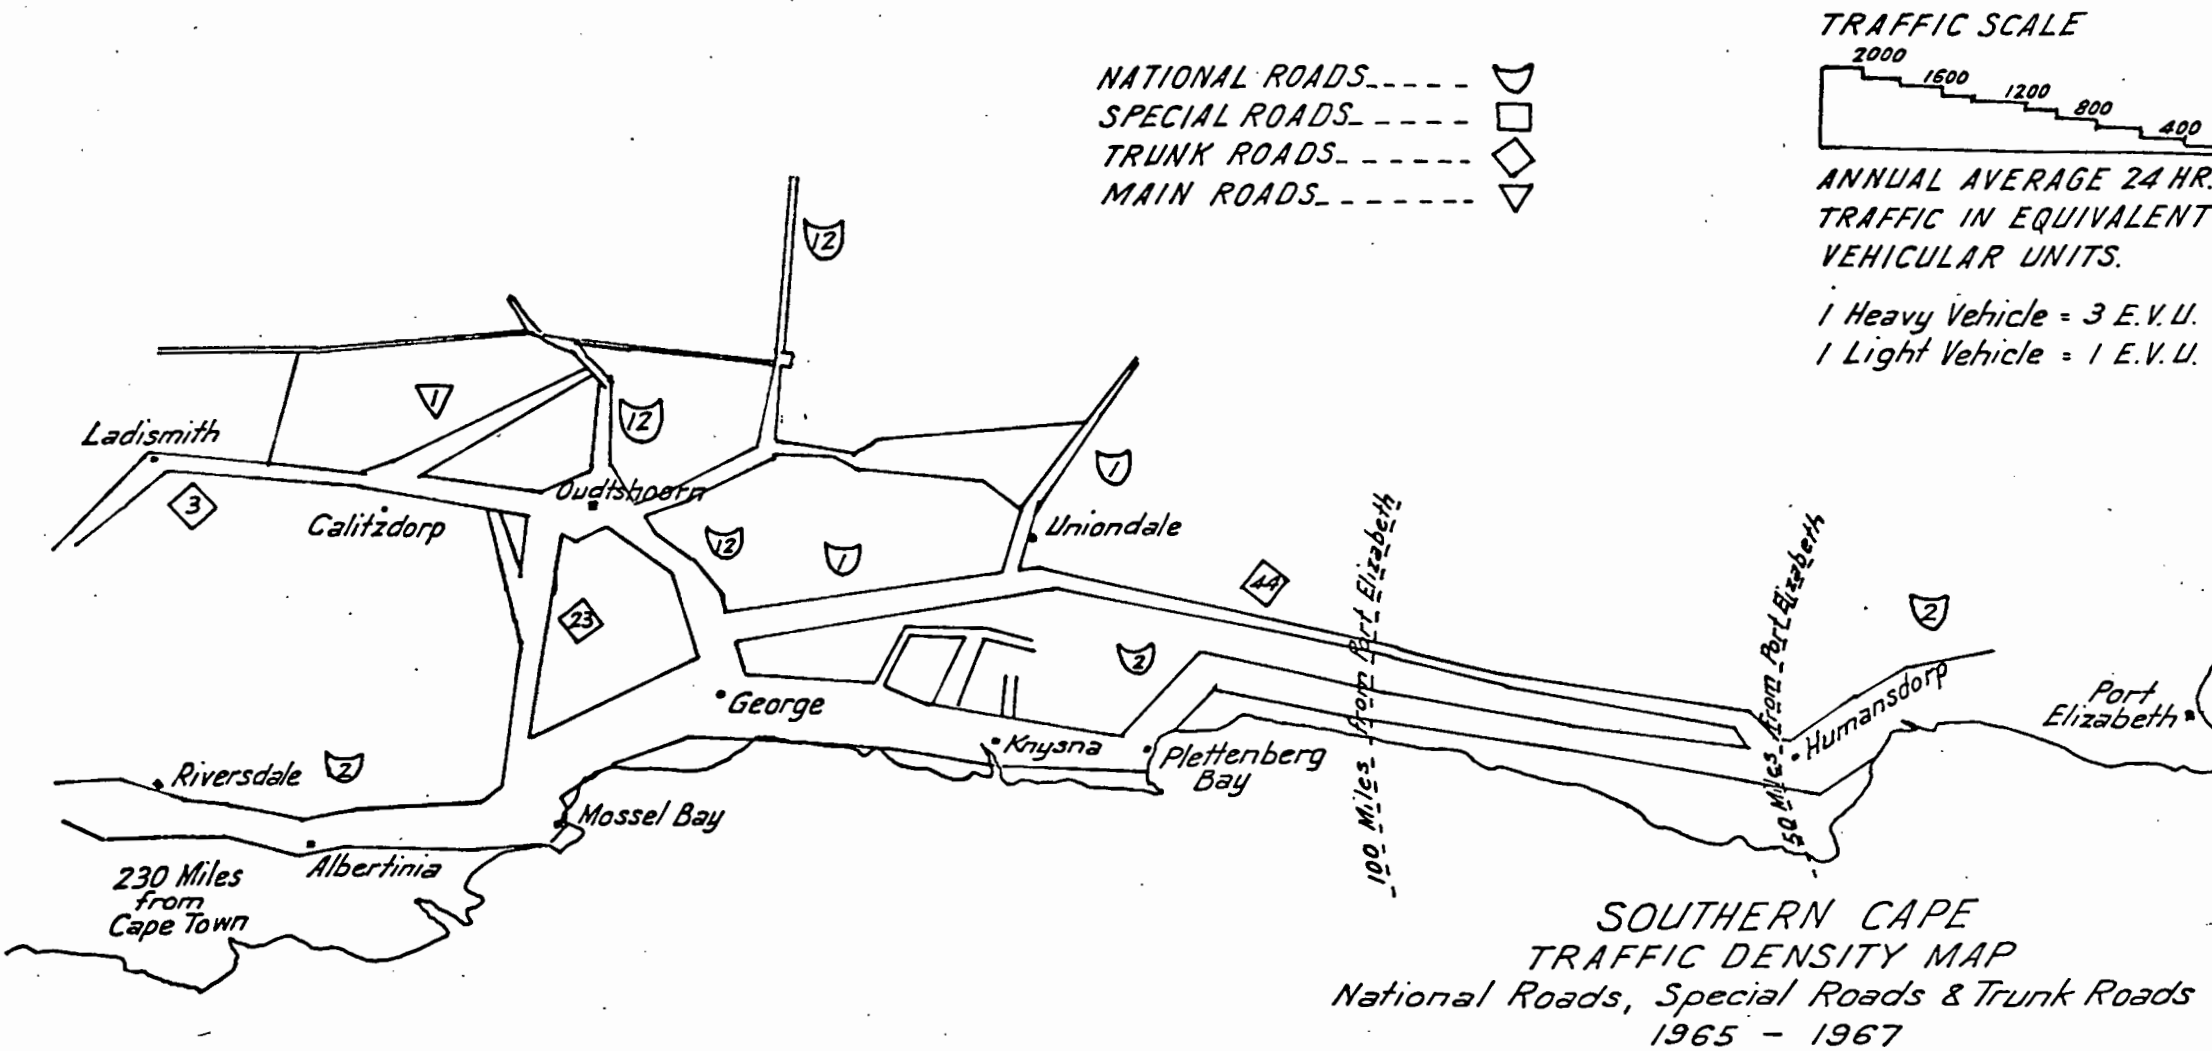 TRAFFIC SCALE
2000
1600
1200
800
400
ANNUAL AVERAGE 24 HR.
TRAFFIC IN EQUIVALENT
VEHICULAR UNITS.
1 Heavy Vehicle = 3 E.V.U.
1 Light Vehicle = 1 E.V.U.
NATIONAL ROADS
SPECIAL ROADS
TRUNK ROADS
MAIN ROADS
12
1
12
Ladismith
3
Calitzdorp
Oudtshoorn
1
Uniondale
12
1
23
4A
2
George
Knysna
Plettenberg
Bay
100 Miles from Port Elizabeth
50 Miles from Port Elizabeth
2
Humansdorp
Port
Elizabeth
Riversdale
2
Mossel Bay
Albertinia
230 Miles
from
Cape Town
SOUTHERN CAPE
TRAFFIC DENSITY MAP
National Roads, Special Roads & Trunk Roads
1965 - 1967